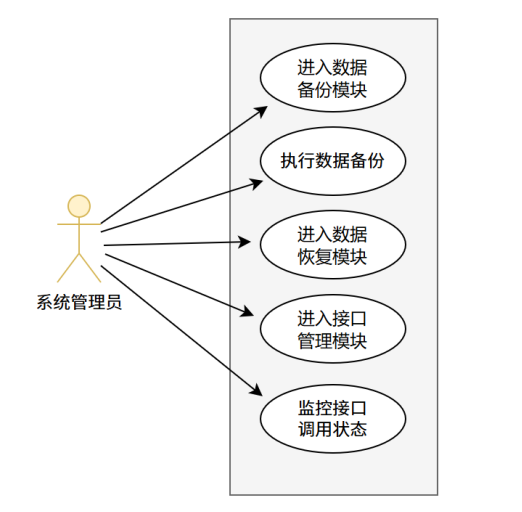 进入数据
备份模块
执行数据备份
进入数据
恢复模块
系统管理员
进入接口
管理模块
监控接口
调用状态